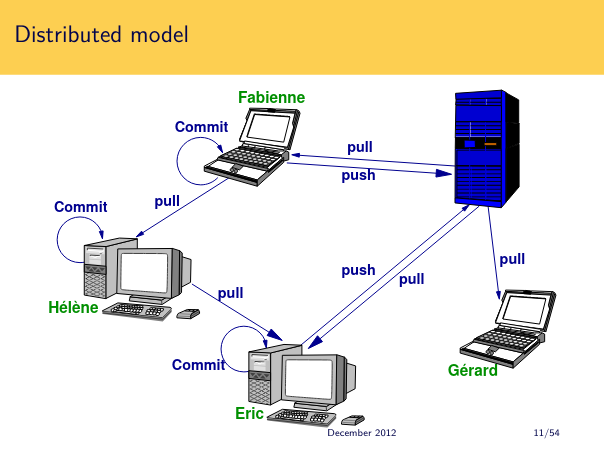 Distributed model
Fabienne
Commit
pull
push
Commit
pull
Hélène
pull
push
pull
pull
Commit
Gérard
Eric
December 2012
11/54